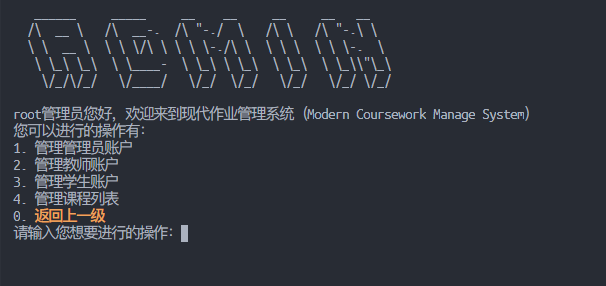 ADMIN
root管理员您好，欢迎来到现代作业管理系统（Modern Coursework Manage System）
您可以进行的操作有：
1. 管理管理员账户
2. 管理教师账户
3. 管理学生账户
4. 管理课程列表
0. 返回上一级
请输入您想要进行的操作：